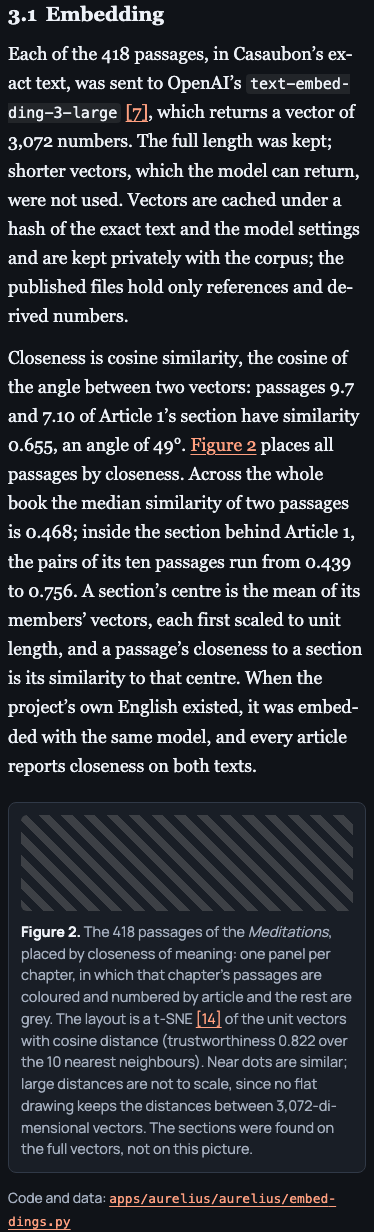 3.1 Embedding
Each of the 418 passages, in Casaubon’s ex-
act text, was sent to OpenAI’s text-embed-
ding-3-large [7], which returns a vector of
3,072 numbers. The full length was kept;
shorter vectors, which the model can return,
were not used. Vectors are cached under a
hash of the exact text and the model settings
and are kept privately with the corpus; the
published files hold only references and de-
rived numbers.
Closeness is cosine similarity, the cosine of
the angle between two vectors: passages 9.7
and 7.10 of Article 1’s section have similarity
0.655, an angle of 49°. Figure 2 places all
passages by closeness. Across the whole
book the median similarity of two passages
is 0.468; inside the section behind Article 1,
the pairs of its ten passages run from 0.439
to 0.756. A section’s centre is the mean of its
members’ vectors, each first scaled to unit
length, and a passage’s closeness to a section
is its similarity to that centre. When the
project’s own English existed, it was embed-
ded with the same model, and every article
reports closeness on both texts.
Figure 2. The 418 passages of the Meditations,
placed by closeness of meaning: one panel per
chapter, in which that chapter’s passages are
coloured and numbered by article and the rest are
grey. The layout is a t-SNE [14] of the unit vectors
with cosine distance (trustworthiness 0.822 over
the 10 nearest neighbours). Near dots are similar;
large distances are not to scale, since no flat
drawing keeps the distances between 3,072-di-
mensional vectors. The sections were found on
the full vectors, not on this picture.
Code and data: apps/aurelius/aurelius/embed-
dings.py